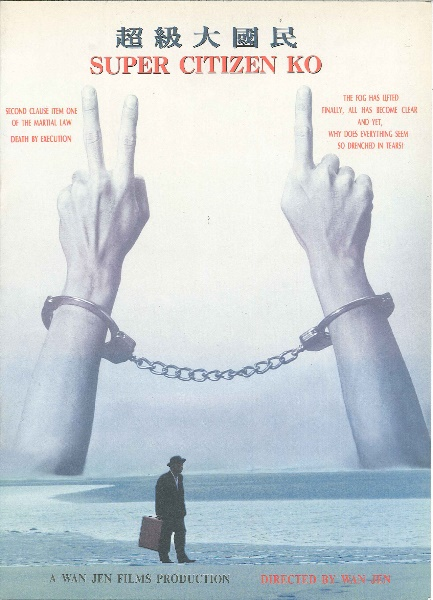 超級大國民
SUPER CITIZEN KO
SECOND CLAUSE ITEM ONE
OF THE MARTIAL LAW
DEATH BY EXECUTION
THE FOG HAS LIFTED
FINALLY, ALL HAS BECOME CLEAR
AND YET,
WHY DOES EVERYTHING SEEM
SO DRENCHED IN TEARS!
A WAN JEN FILMS PRODUCTION
DIRECTED BY WAN JEN